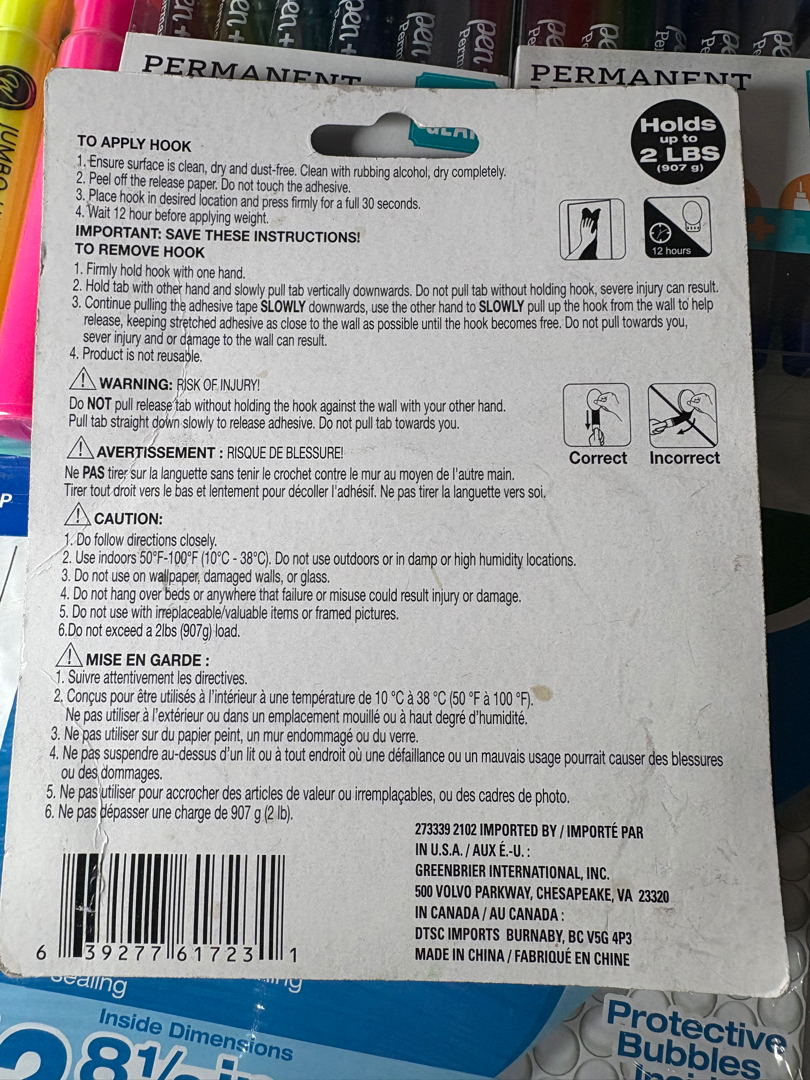 PERMANENT
PERMANENT
JUMBO
TO APPLY HOOK
1. Ensure surface is clean, dry and dust-free. Clean with rubbing alcohol, dry completely.
2. Peel off the release paper. Do not touch the adhesive.
3. Place hook in desired location and press firmly for a full 30 seconds.
4. Wait 12 hour before applying weight.
IMPORTANT: SAVE THESE INSTRUCTIONS!
Holds
up to
2 LBS
(907 g)
12 hours
TO REMOVE HOOK
1. Firmly hold hook with one hand.
2. Hold tab with other hand and slowly pull tab vertically downwards. Do not pull tab without holding hook, severe injury can result.
3. Continue pulling the adhesive tape SLOWLY downwards, use the other hand to SLOWLY pull up the hook from the wall to help
release, keeping stretched adhesive as close to the wall as possible until the hook becomes free. Do not pull towards you,
sever injury and or damage to the wall can result.
4. Product is not reusable.
WARNING: RISK OF INJURY!
Do NOT pull release tab without holding the hook against the wall with your other hand.
Pull tab straight down slowly to release adhesive. Do not pull tab towards you.
Correct Incorrect
AVERTISSEMENT : RISQUE DE BLESSURE!
Ne PAS tirer sur la languette sans tenir le crochet contre le mur au moyen de l'autre main.
Tirer tout droit vers le bas et lentement pour décoller l'adhésif. Ne pas tirer la languette vers soi.
CAUTION:
1. Do follow directions closely.
2. Use indoors 50°F-100°F (10°C - 38°C). Do not use outdoors or in damp or high humidity locations.
3. Do not use on wallpaper, damaged walls, or glass.
4. Do not hang over beds or anywhere that failure or misuse could result injury or damage.
5. Do not use with irreplaceable/valuable items or framed pictures.
6.Do not exceed a 2lbs (907g) load.
MISE EN GARDE :
1. Suivre attentivement les directives.
2. Conçus pour être utilisés à l'intérieur à une température de 10 °C à 38 °C (50 °F à 100 °F).
Ne pas utiliser à l'extérieur ou dans un emplacement mouillé ou à haut degré d'humidité.
3. Ne pas utiliser sur du papier peint, un mur endommagé ou du verre.
4. Ne pas suspendre au-dessus d'un lit ou à tout endroit où une défaillance ou un mauvais usage pourrait causer des blessures
ou des dommages.
5. Ne pas utiliser pour accrocher des articles de valeur ou irremplaçables, ou des cadres de photo.
6. Ne pas dépasser une charge de 907 g (2 lb).
273339 2102 IMPORTED BY / IMPORTÉ PAR
IN U.S.A. / AUX É.-U. :
GREENBRIER INTERNATIONAL, INC.
500 VOLVO PARKWAY, CHESAPEAKE, VA 23320
IN CANADA / AU CANADA :
DTSC IMPORTS BURNABY, BC V5G 4P3
MADE IN CHINA / FABRIQUÉ EN CHINE
6 39277 61723 1
Inside Dimensions
Protective
Bubbles